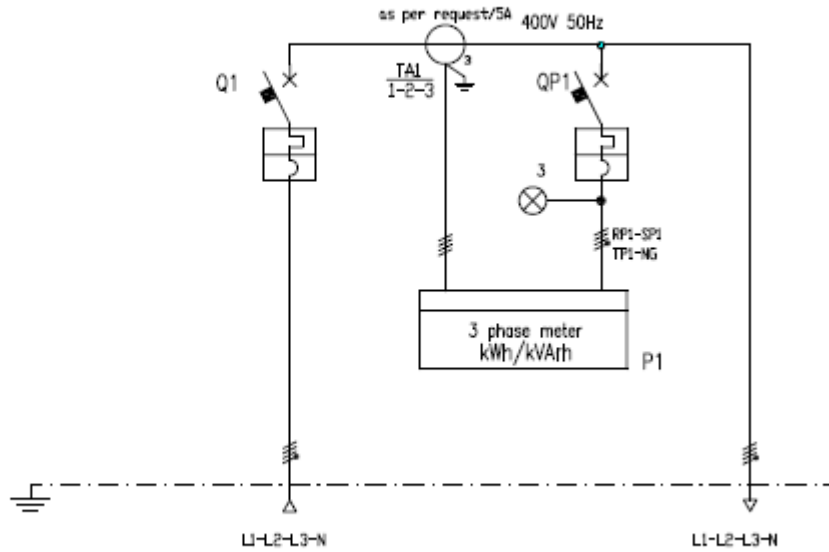 as per request/5A
400V 50Hz
3
Q1
TA1
1-2-3
QP1
3
RP1-SP1
TP1-NG
3 phase meter
kWh/kVArh
P1
L1-L2-L3-N
L1-L2-L3-N